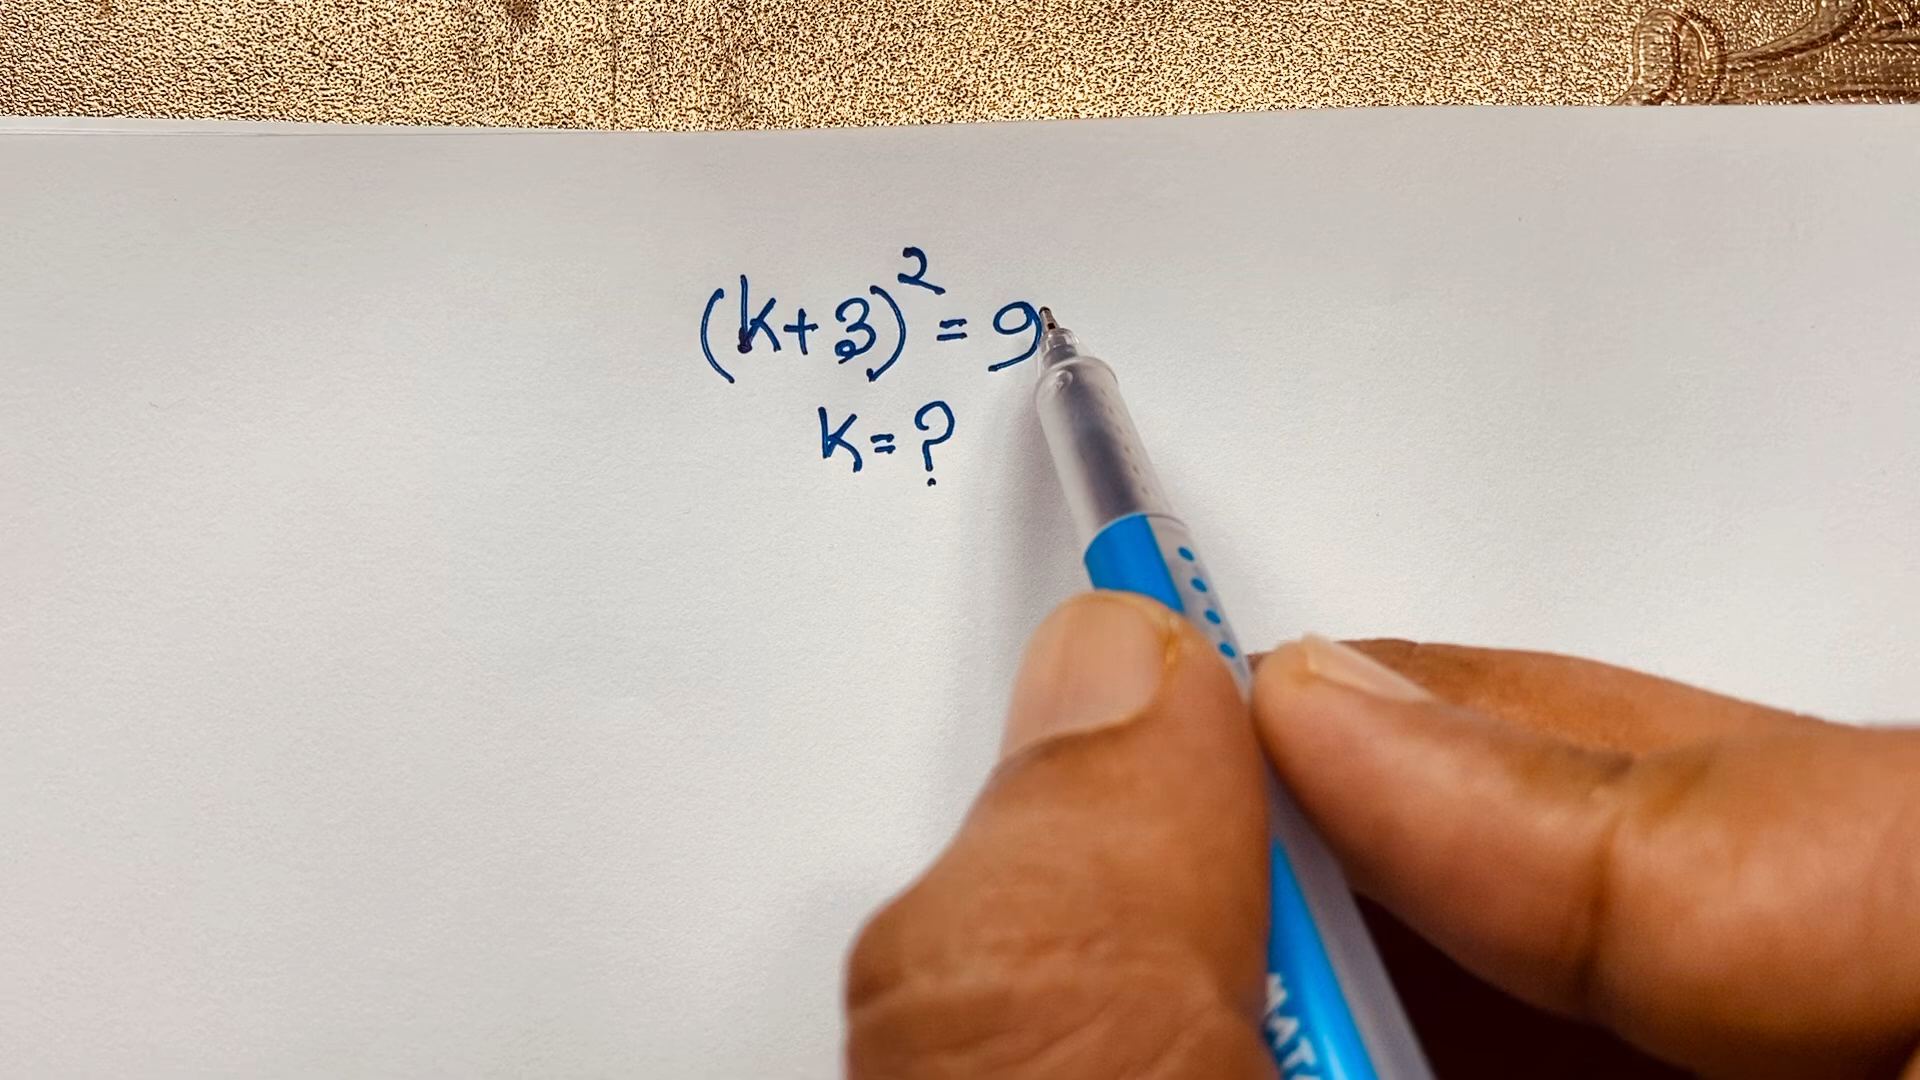 (k+3)² = 9
k = ?